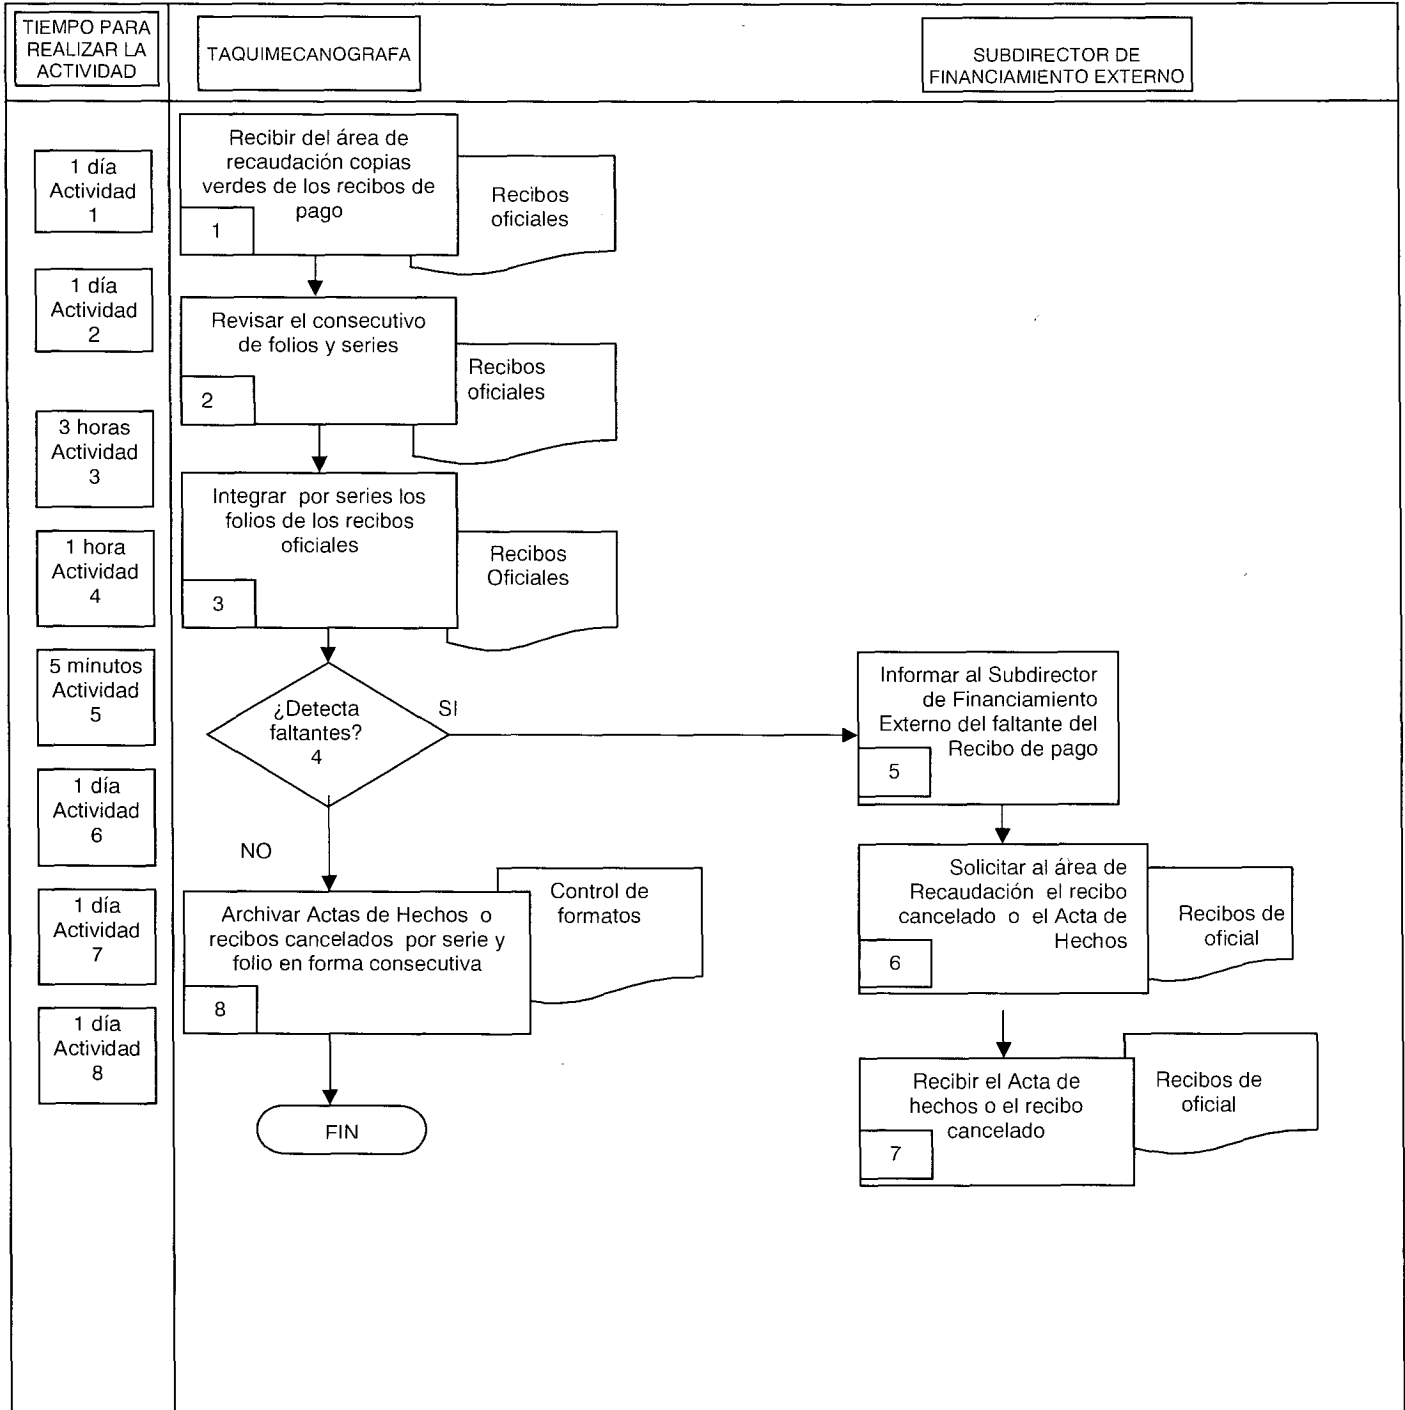 TIEMPO PARA
REALIZAR LA
ACTIVIDAD
TAQUIMECANOGRAFA
SUBDIRECTOR DE
FINANCIAMIENTO EXTERNO
1 día
Actividad
1
1 día
Actividad
2
3 horas
Actividad
3
1 hora
Actividad
4
5 minutos
Actividad
5
1 día
Actividad
6
1 día
Actividad
7
1 día
Actividad
8
Recibir del área de
recaudación copias
verdes de los recibos de
pago
1
Recibos
oficiales
Revisar el consecutivo
de folios y series
2
Recibos
oficiales
Integrar por series los
folios de los recibos
oficiales
3
Recibos
Oficiales
¿Detecta
faltantes?
4
SI
NO
Informar al Subdirector
de Financiamiento
Externo del faltante del
Recibo de pago
5
Solicitar al área de
Recaudación el recibo
cancelado o el Acta de
Hechos
6
Recibos de
oficial
Recibir el Acta de
hechos o el recibo
cancelado
7
Recibos de
oficial
Archivar Actas de Hechos o
recibos cancelados por serie y
folio en forma consecutiva
8
Control de
formatos
FIN